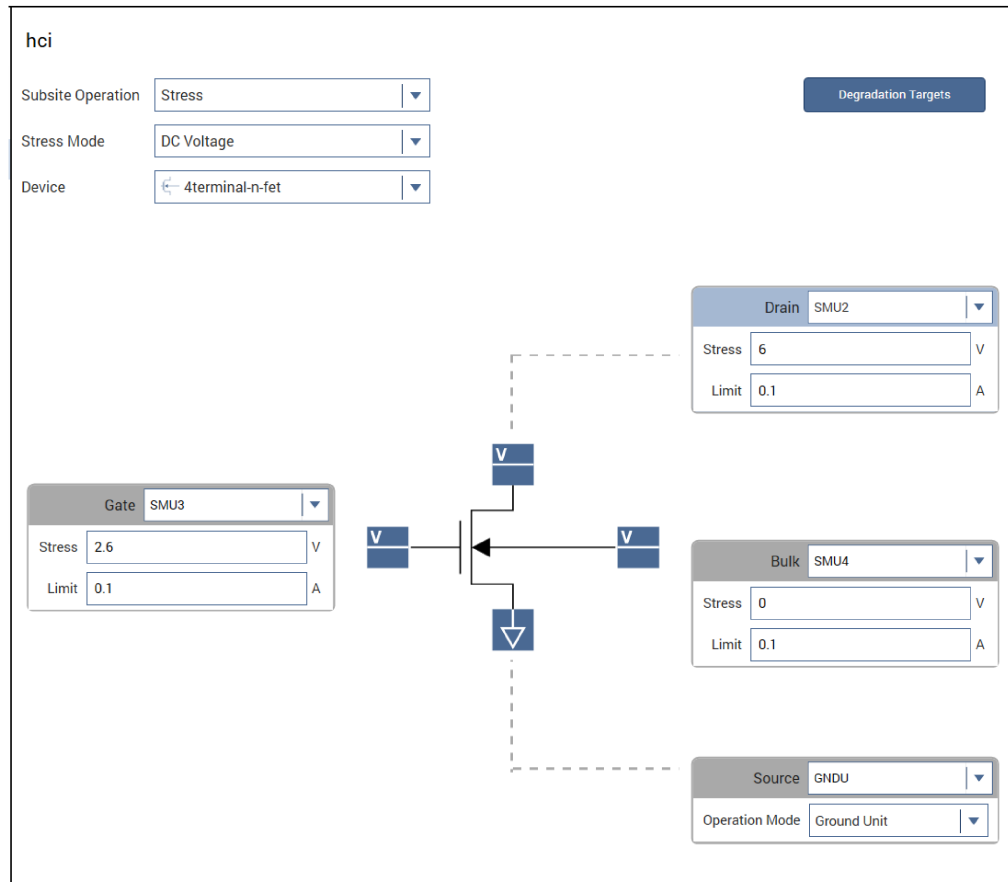 hci
Subsite Operation Stress
Degradation Targets
Stress Mode DC Voltage
Device 4terminal-n-fet
Drain SMU2
Stress 6 V
Limit 0.1 A
V
Gate SMU3
Stress 2.6 V
Limit 0.1 A
V
V
Bulk SMU4
Stress 0 V
Limit 0.1 A
Source GNDU
Operation Mode Ground Unit